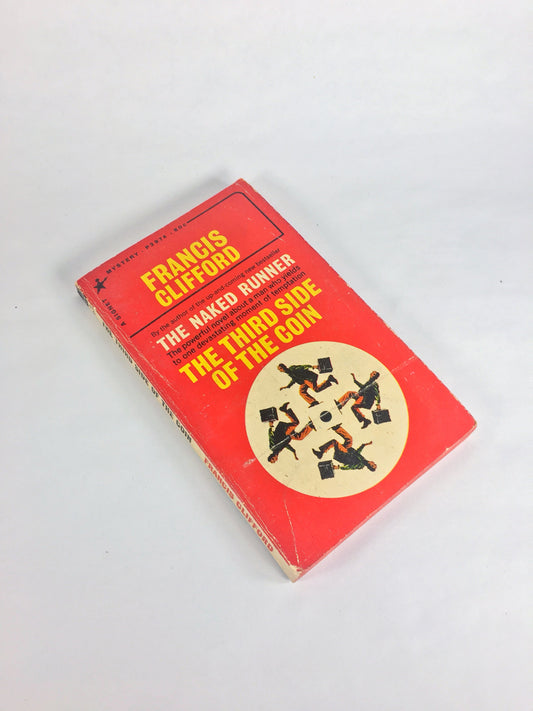 A SIGNET
MYSTERY · P2974 · 60c
FRANCIS
CLIFFORD
By the author of the up-and-coming new bestseller
THE NAKED RUNNER
The powerful novel about a man who yields
to one devastating moment of temptation
THE THIRD SIDE
OF THE COIN
THE THIRD SIDE OF THE COIN
FRANCIS CLIFFORD